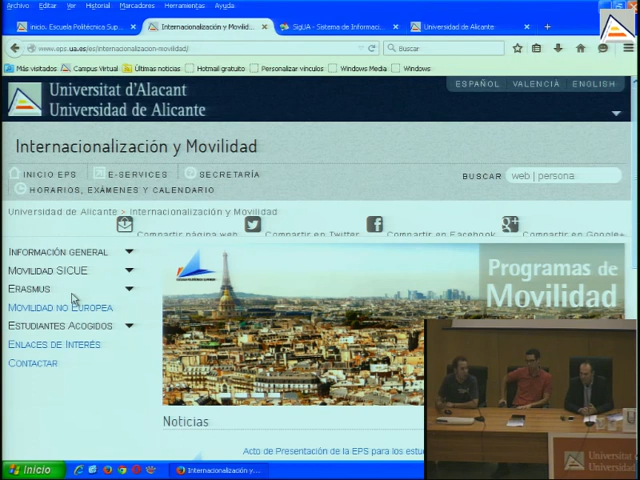 Archivo Editar Ver Historial Marcadores Herramientas Ayuda
inicio. Escuela Politécnica Sup... Internacionalización y Movilid... SigUA - Sistema de Informaci... Universidad de Alicante
www.eps.ua.es/es/internacionalizacion-movilidad/ Buscar
Más visitados Campus Virtual Últimas noticias Hotmail gratuito Personalizar vínculos Windows Media Windows
ESPAÑOL VALENCIÀ ENGLISH
Universitat d'Alacant
Universidad de Alicante
Internacionalización y Movilidad
INICIO EPS E-SERVICES SECRETARÍA
HORARIOS, EXÁMENES Y CALENDARIO
BUSCAR web | persona
Universidad de Alicante > Internacionalización y Movilidad
Compartir página web Compartir en Twitter Compartir en Facebook Compartir en Google+
INFORMACIÓN GENERAL
MOVILIDAD SICUE
ERASMUS
MOVILIDAD NO EUROPEA
ESTUDIANTES ACOGIDOS
ENLACES DE INTERÉS
CONTACTAR
Programas de
Movilidad
Noticias
Acto de Presentación de la EPS para los estu
Universitat
Universidad
Inicio Internacionalización y...